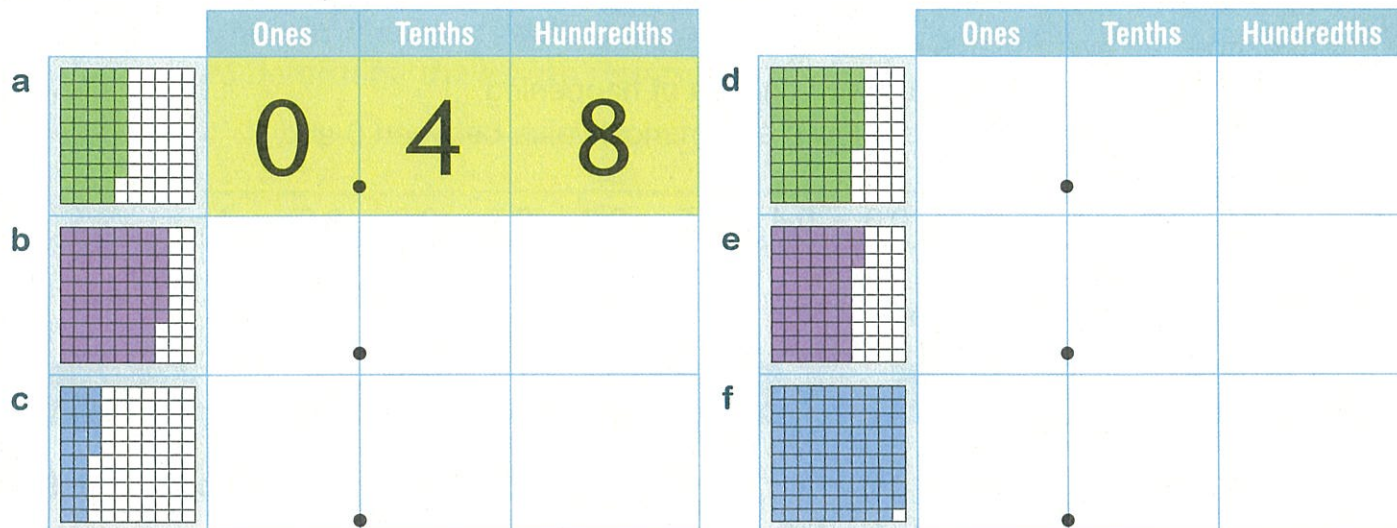 Ones Tenths Hundredths
a 0 . 4 8
b .
c .
Ones Tenths Hundredths
d .
e .
f .